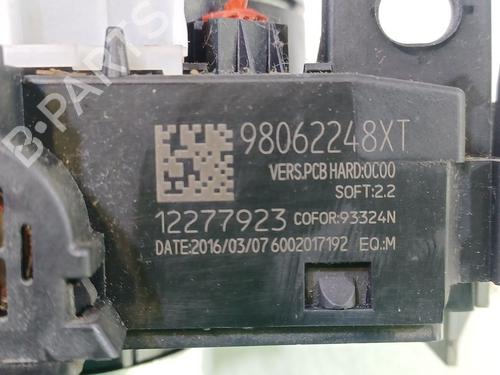 98062248XT
VERS.PCB HARD:0C00
SOFT:2.2
12277923 COFOR:93324N
DATE:2016/03/07 6002017192 EQ.:M
B-PARTS